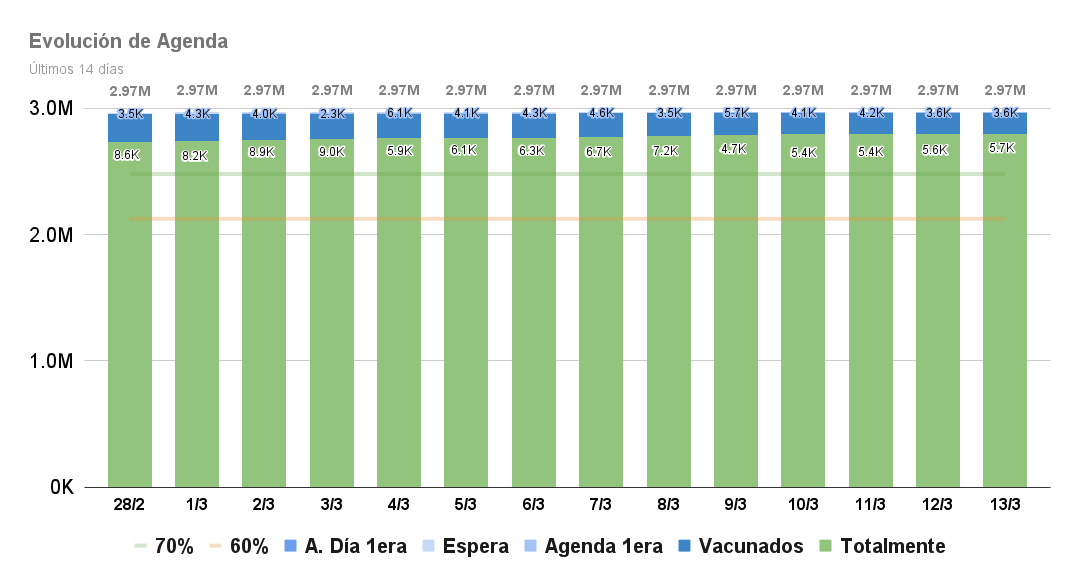 Evolución de Agenda
Últimos 14 días
2.97M 2.97M 2.97M 2.97M 2.97M 2.97M 2.97M 2.97M 2.97M 2.97M 2.97M 2.97M 2.97M 2.97M
3.0M
3.5K 4.3K 4.0K 2.3K 6.1K 4.1K 4.3K 4.6K 3.5K 5.7K 4.1K 4.2K 3.6K 3.6K
8.6K 8.2K 8.9K 9.0K 5.9K 6.1K 6.3K 6.7K 7.2K 4.7K 5.4K 5.4K 5.6K 5.7K
2.0M
1.0M
0K
28/2 1/3 2/3 3/3 4/3 5/3 6/3 7/3 8/3 9/3 10/3 11/3 12/3 13/3
70% 60% A. Día 1era Espera Agenda 1era Vacunados Totalmente